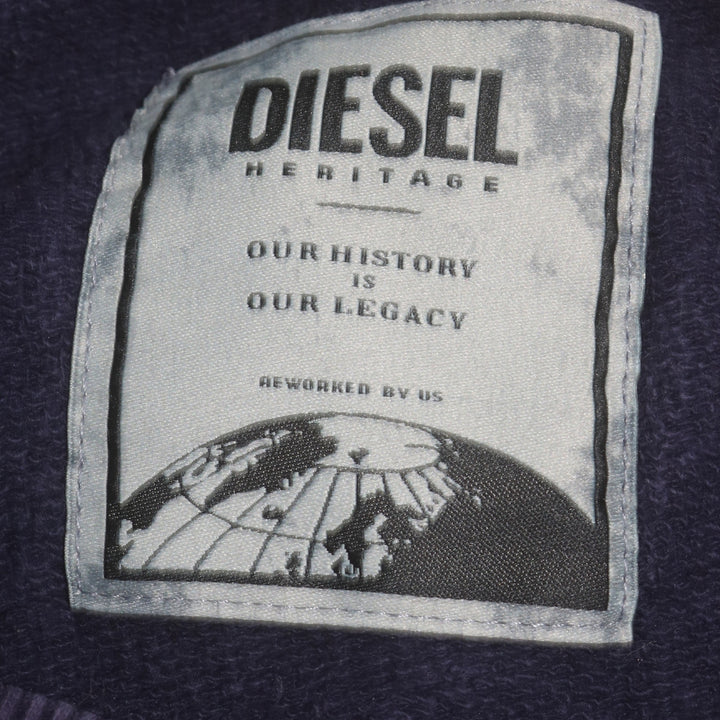 DIESEL
HERITAGE
OUR HISTORY
IS
OUR LEGACY
REWORKED BY US